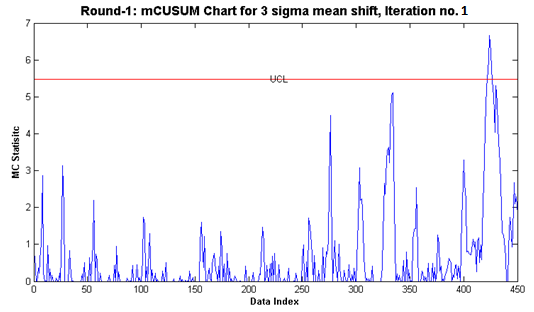 Round-1: mCUSUM Chart for 3 sigma mean shift, Iteration no. 1
7
6
UCL
5
4
MC Statisitc
3
2
1
0
0 50 100 150 200 250 300 350 400 450
Data Index